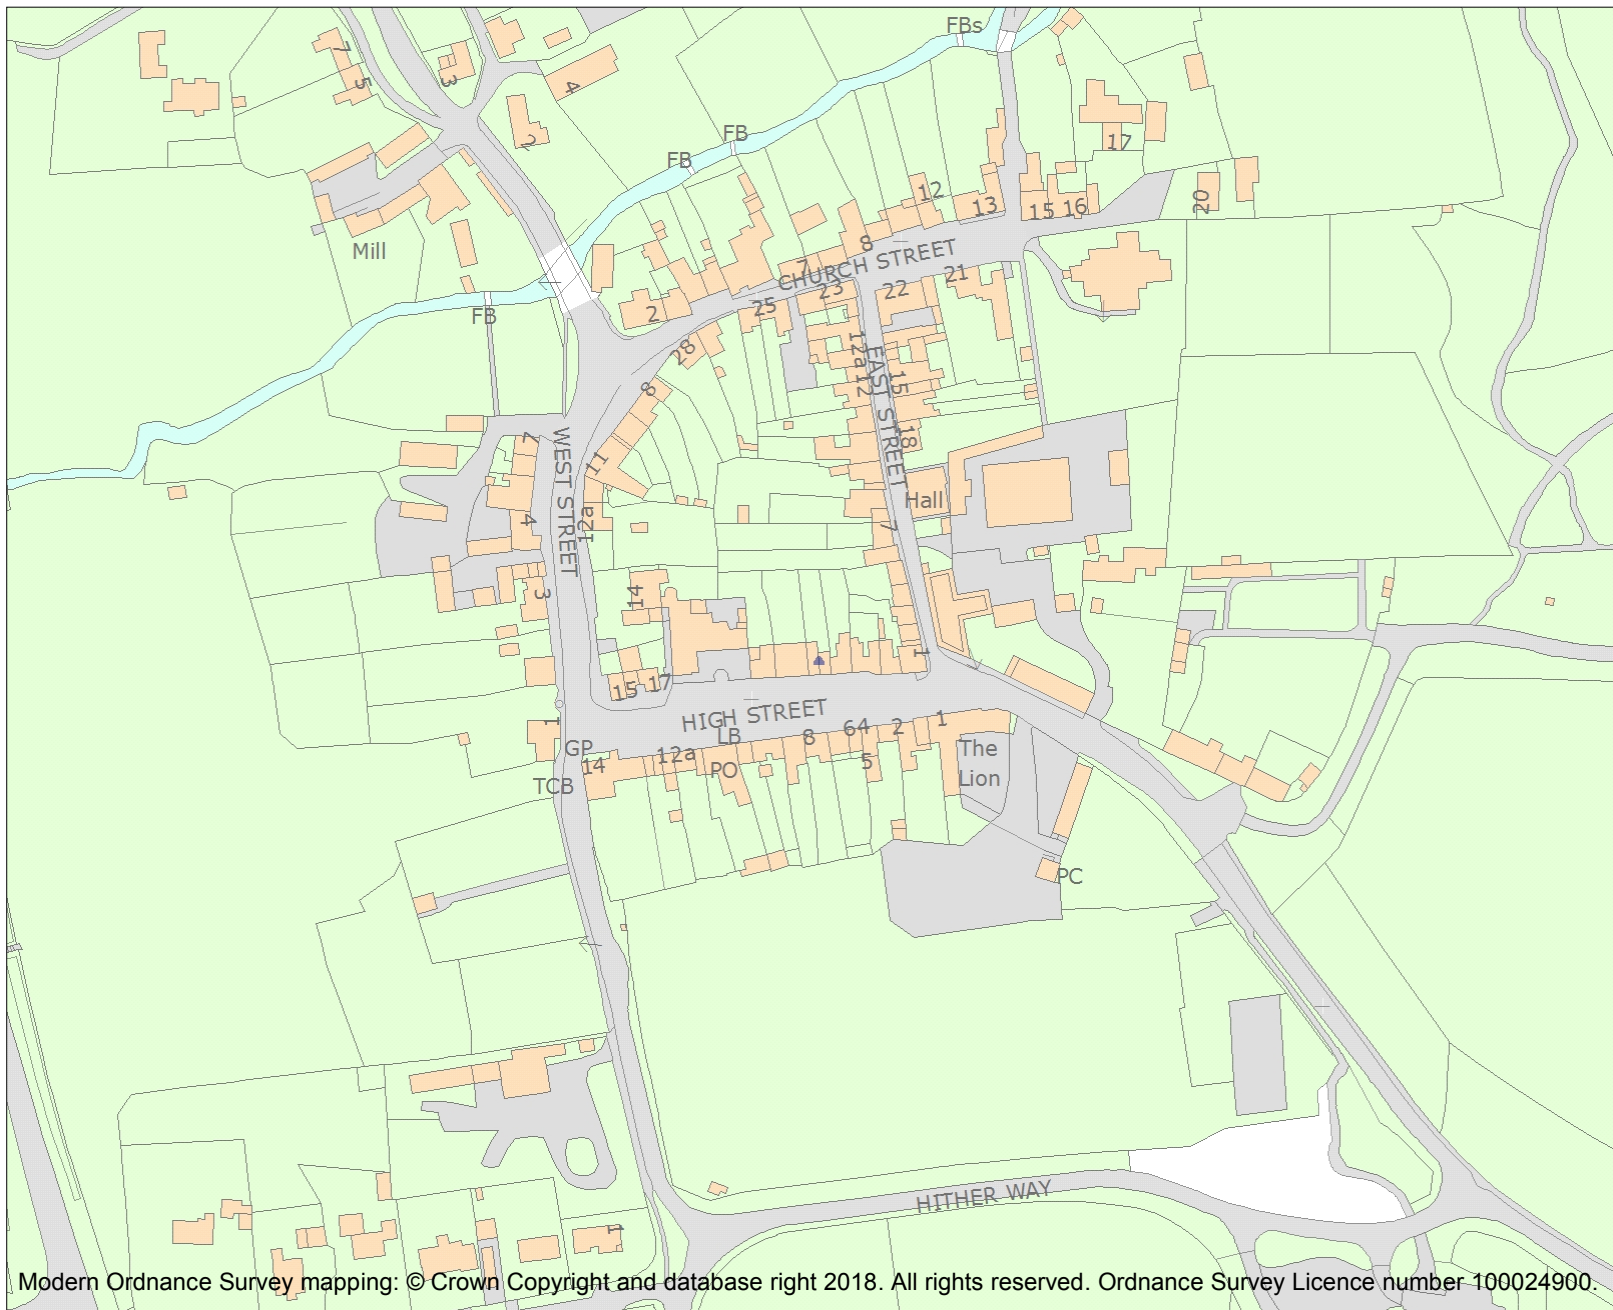 FBs
7
5
3
4
2
FB
FB
17
12
13
15
16
20
Mill
8
CHURCH STREET
7
23
22
21
25
2
FB
28
12a
12
EAST STREET
15
8
18
7
WEST STREET
11
Hall
4
12a
7
3
14
1
15
17
HIGH STREET
LB
1
GP
14
12a
PO
8
64
2
1
5
The
Lion
TCB
PC
HITHER WAY
1
Modern Ordnance Survey mapping: © Crown Copyright and database right 2018. All rights reserved. Ordnance Survey Licence number 100024900.